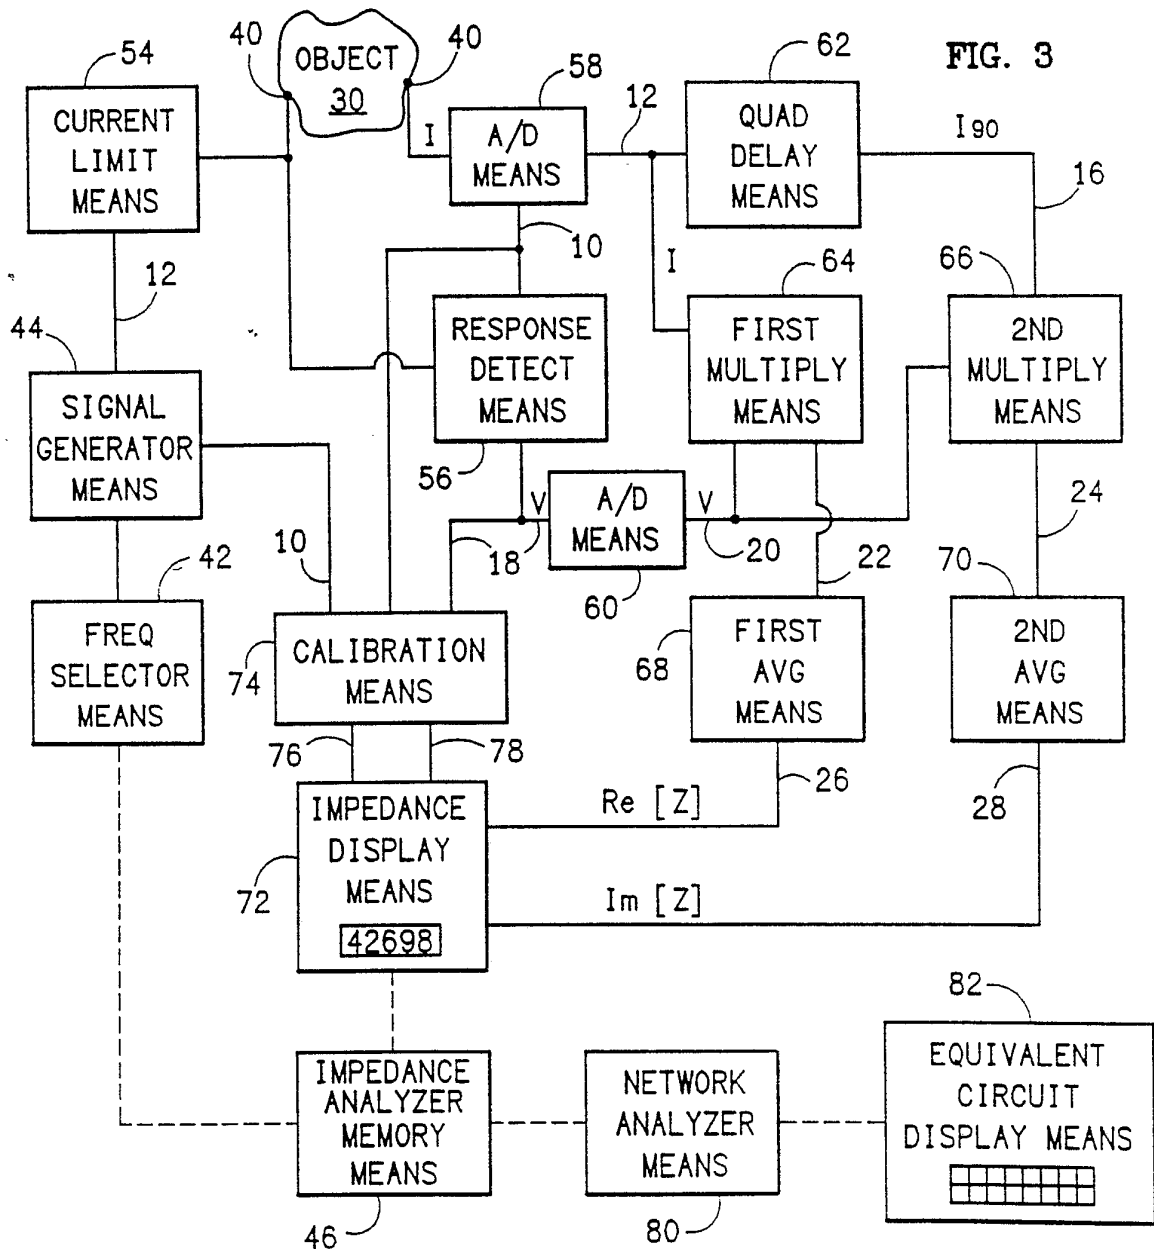 FIG. 3
54
40
OBJECT
30
40
58
62
CURRENT
LIMIT
MEANS
I
A/D
MEANS
12
QUAD
DELAY
MEANS
I90
16
10
12
I
64
66
44
RESPONSE
DETECT
MEANS
FIRST
MULTIPLY
MEANS
2ND
MULTIPLY
MEANS
SIGNAL
GENERATOR
MEANS
56
V
A/D
MEANS
V
24
10
42
18
20
22
60
70
FREQ
SELECTOR
MEANS
74
CALIBRATION
MEANS
68
FIRST
AVG
MEANS
2ND
AVG
MEANS
76
78
26
28
Re [Z]
IMPEDANCE
DISPLAY
MEANS
42698
72
Im [Z]
82
IMPEDANCE
ANALYZER
MEMORY
MEANS
NETWORK
ANALYZER
MEANS
EQUIVALENT
CIRCUIT
DISPLAY MEANS
46
80